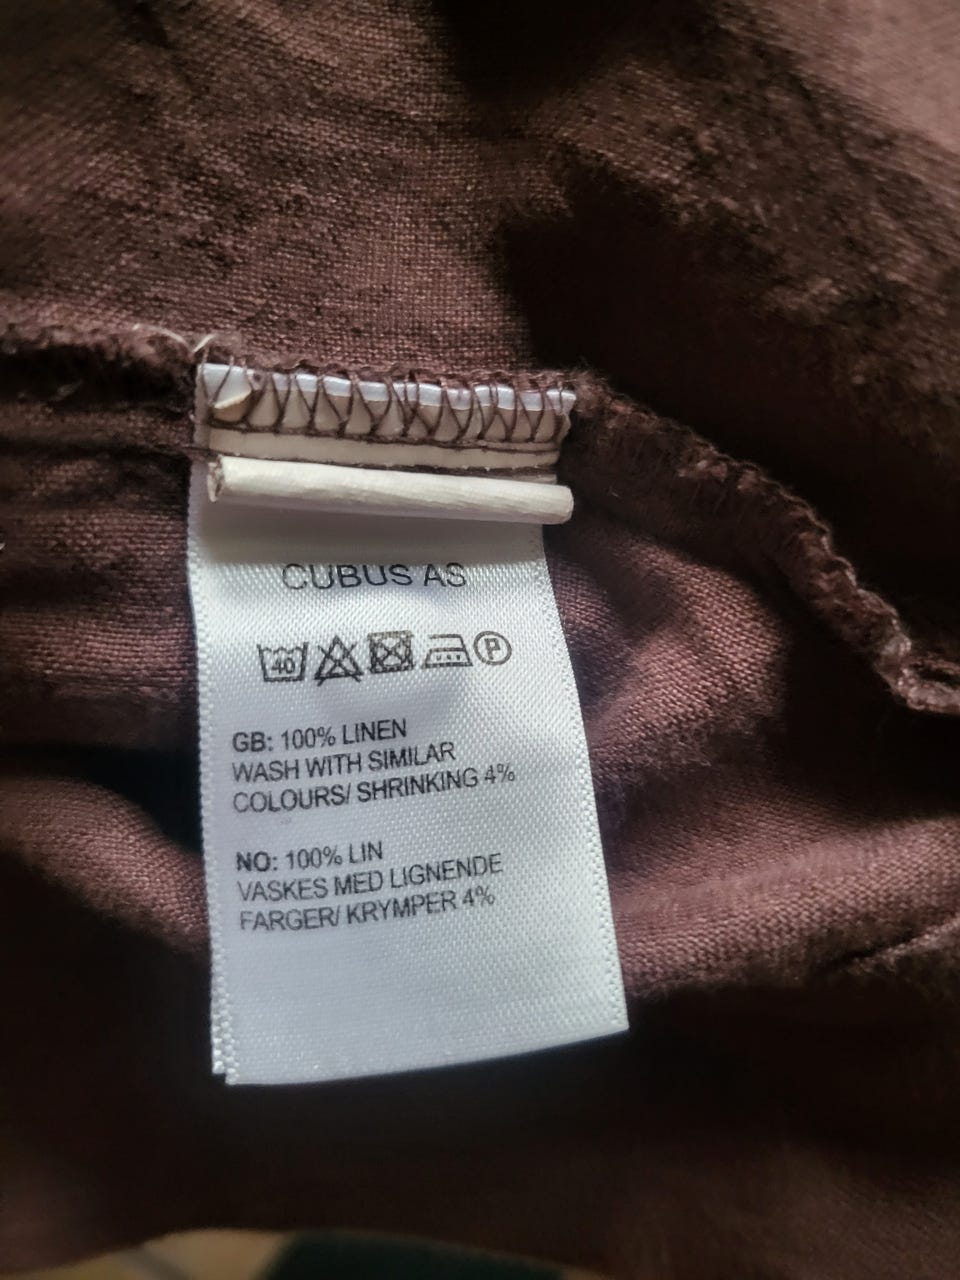 CUBUS AS
40 P
GB: 100% LINEN
WASH WITH SIMILAR
COLOURS/ SHRINKING 4%
NO: 100% LIN
VASKES MED LIGNENDE
FARGER/ KRYMPER 4%